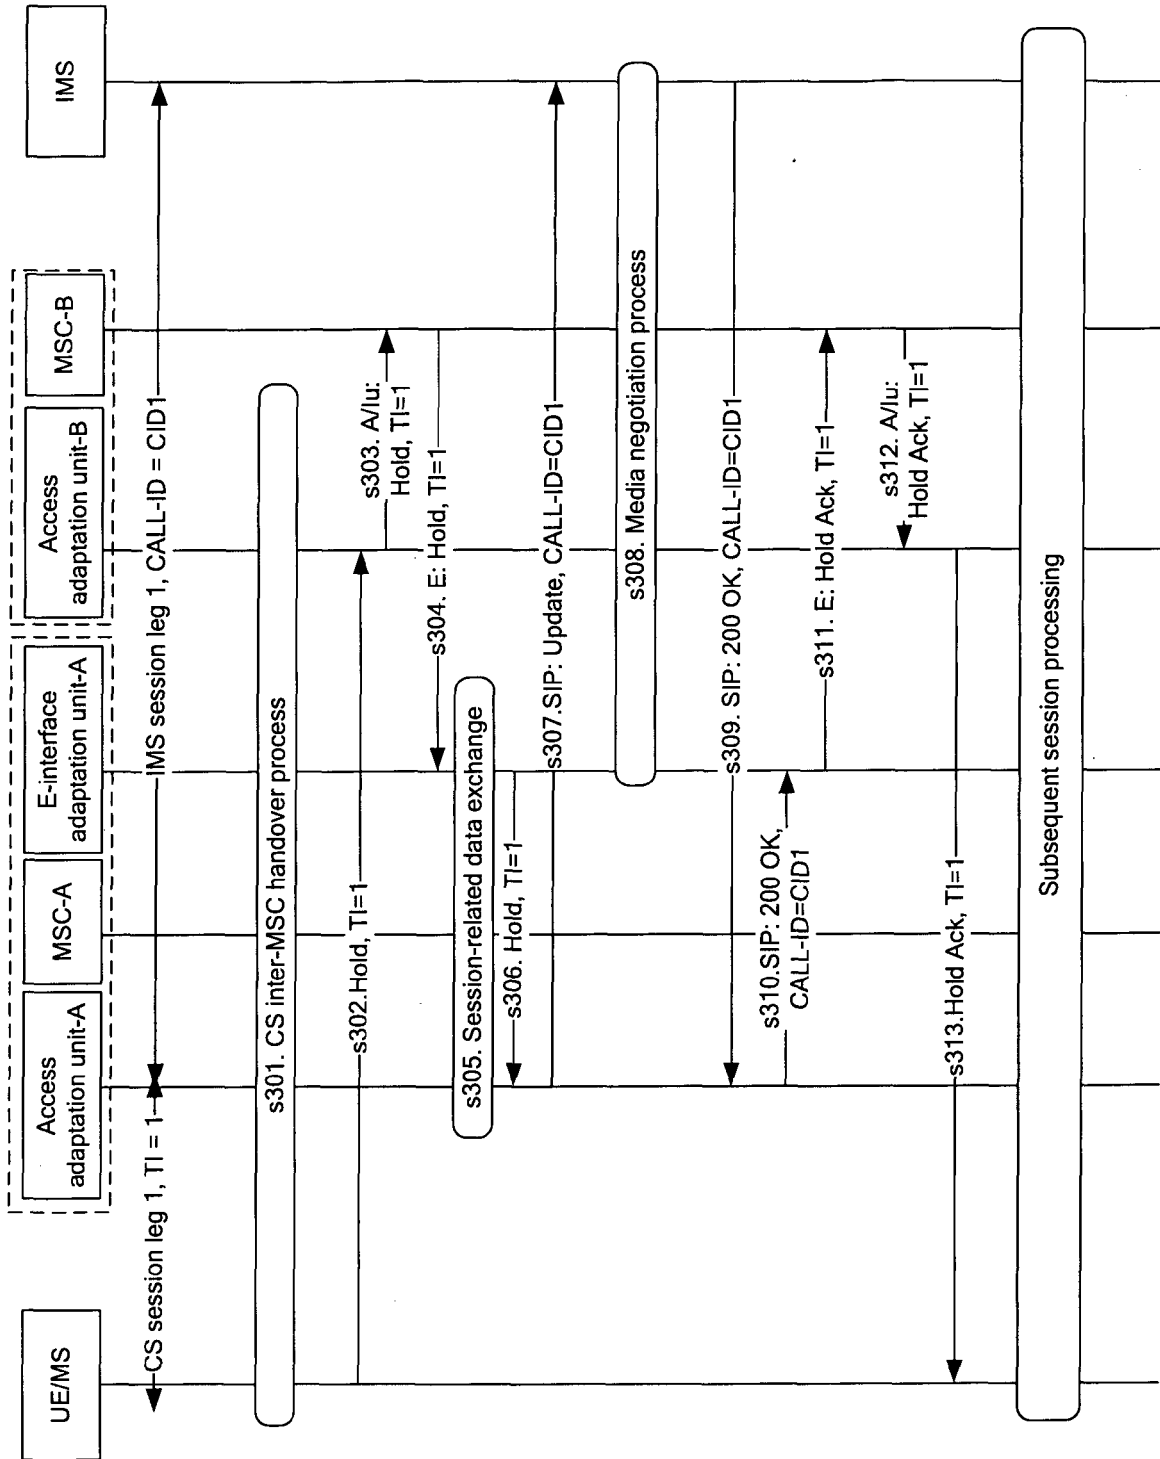 UE/MS
Access
adaptation unit-A
MSC-A
E-interface
adaptation unit-A
Access
adaptation unit-B
MSC-B
IMS
CS session leg 1, TI = 1
IMS session leg 1, CALL-ID = CID1
s301. CS inter-MSC handover process
s302.Hold, TI=1
s303. A/Iu:
Hold, TI=1
s304. E: Hold, TI=1
s305. Session-related data exchange
s306. Hold, TI=1
s307.SIP: Update, CALL-ID=CID1
s308. Media negotiation process
s309. SIP: 200 OK, CALL-ID=CID1
s310.SIP: 200 OK,
CALL-ID=CID1
s311. E: Hold Ack, TI=1
s312. A/Iu:
Hold Ack, TI=1
s313.Hold Ack, TI=1
Subsequent session processing